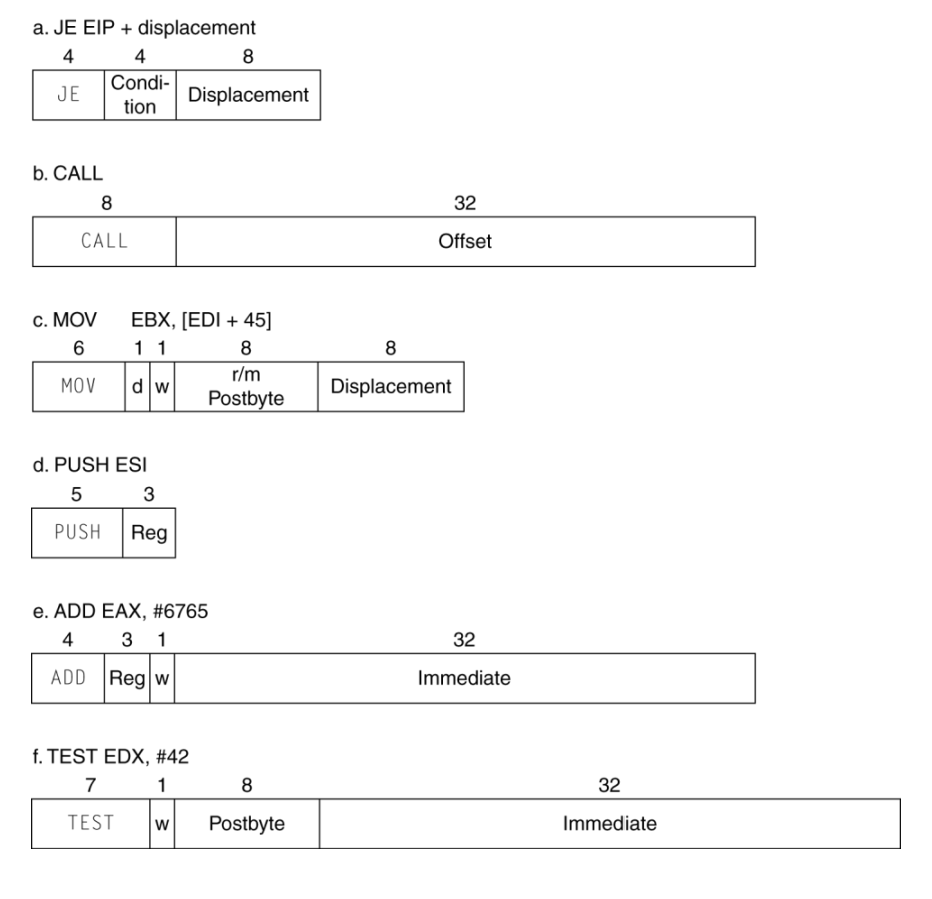 a. JE EIP + displacement
4 4 8
JE Condi-tion Displacement
b. CALL
8 32
CALL Offset
c. MOV EBX, [EDI + 45]
6 1 1 8 8
MOV d w r/m Postbyte Displacement
d. PUSH ESI
5 3
PUSH Reg
e. ADD EAX, #6765
4 3 1 32
ADD Reg w Immediate
f. TEST EDX, #42
7 1 8 32
TEST w Postbyte Immediate